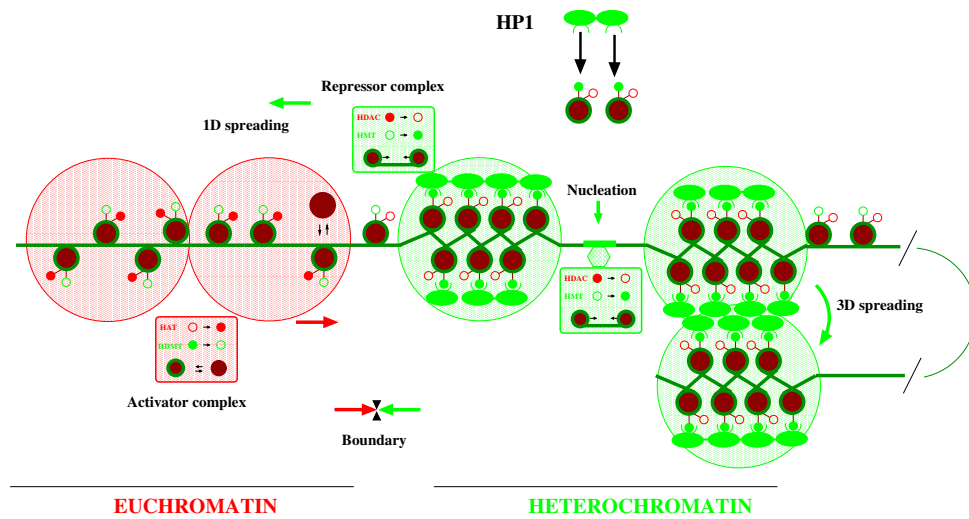 HP1
Repressor complex
1D spreading
HDAC
HMT
Nucleation
HDAC
HMT
3D spreading
HAT
HDMT
Activator complex
Boundary
EUCHROMATIN
HETEROCHROMATIN